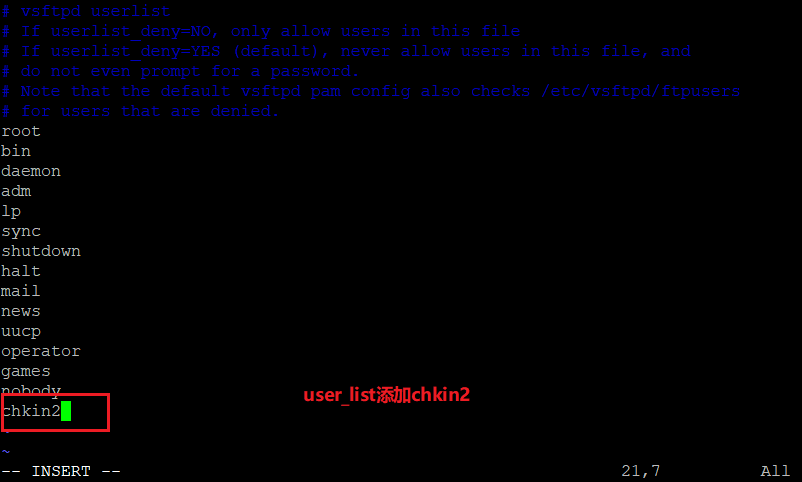 # vsftpd userlist
# If userlist_deny=NO, only allow users in this file
# If userlist_deny=YES (default), never allow users in this file, and
# do not even prompt for a password.
# Note that the default vsftpd pam config also checks /etc/vsftpd/ftpusers
# for users that are denied.
root
bin
daemon
adm
lp
sync
shutdown
halt
mail
news
uucp
operator
games
nobody
user_list添加chkin2
chkin2
~
~
-- INSERT -- 21,7 All